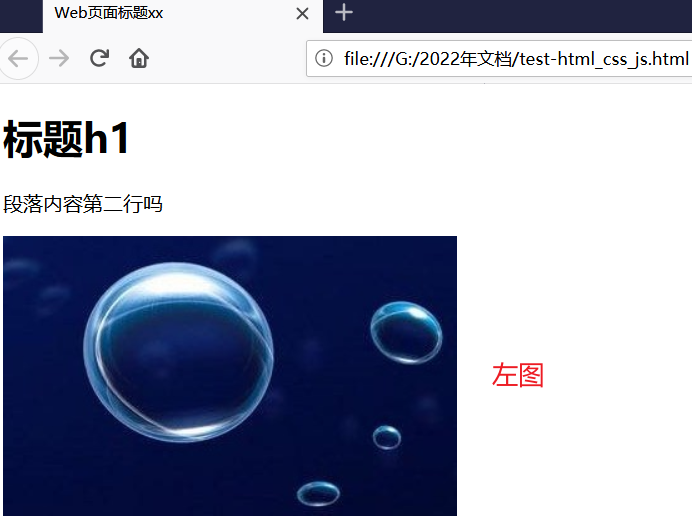 Web页面标题xx
file:///G:/2022年文档/test-html_css_js.html
标题h1
段落内容第二行吗
左图